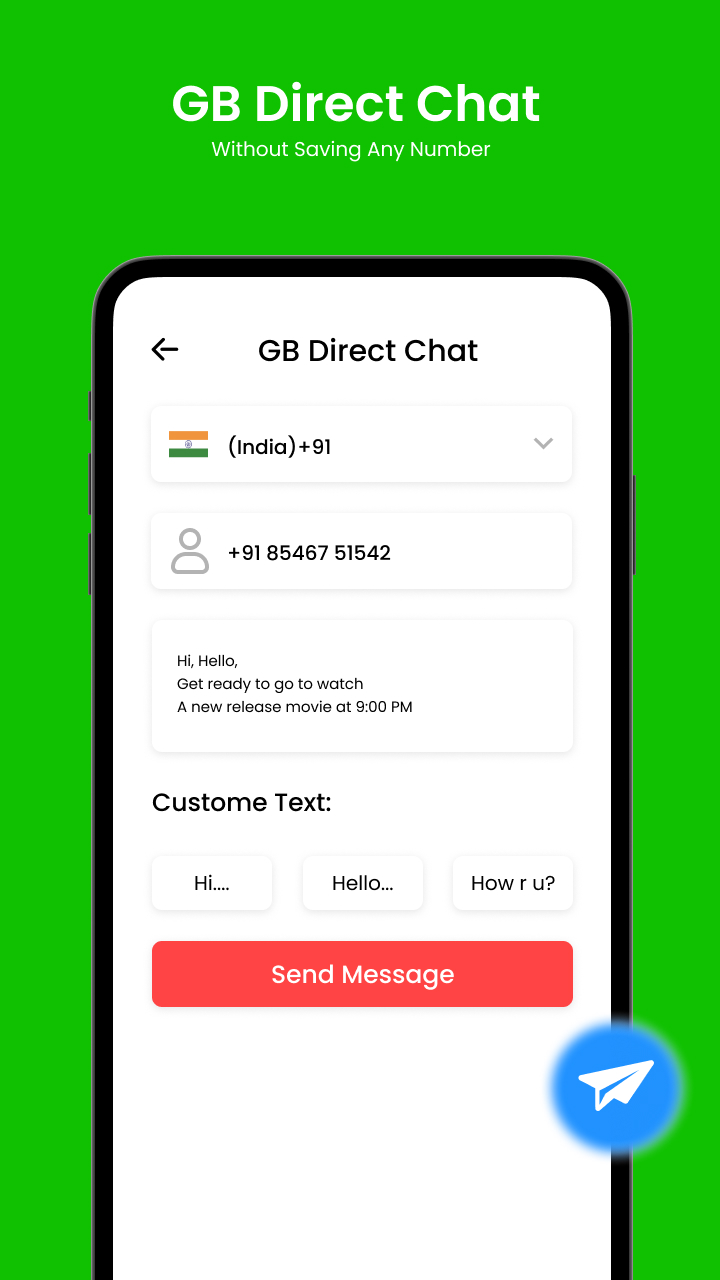 GB Direct Chat
Without Saving Any Number
GB Direct Chat
(India)+91
+91 85467 51542
Hi, Hello,
Get ready to go to watch
A new release movie at 9:00 PM
Custome Text:
Hi....
Hello...
How r u?
Send Message